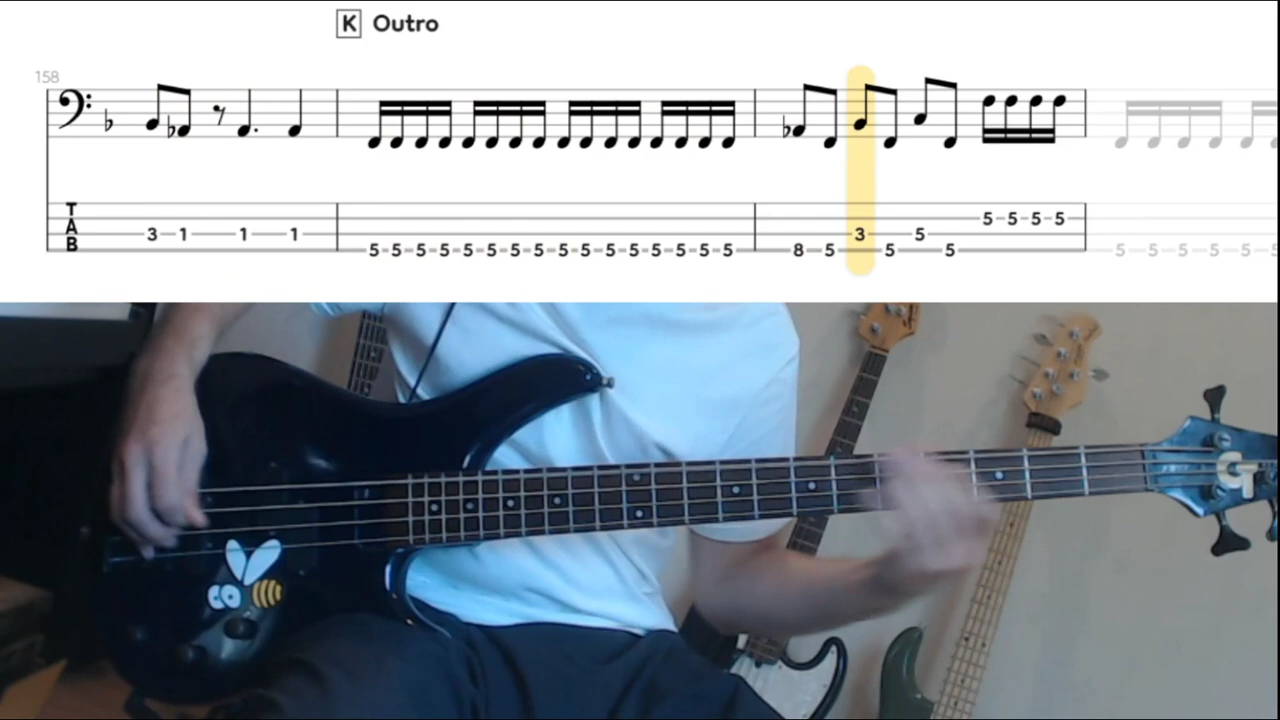 K Outro
158
T
A
B
3 1 1 1
5 5 5 5 5 5 5 5 5 5 5 5 5 5 5 5
8 5 3 5 5 5 5 5 5 5
5 5 5 5 5 5
G